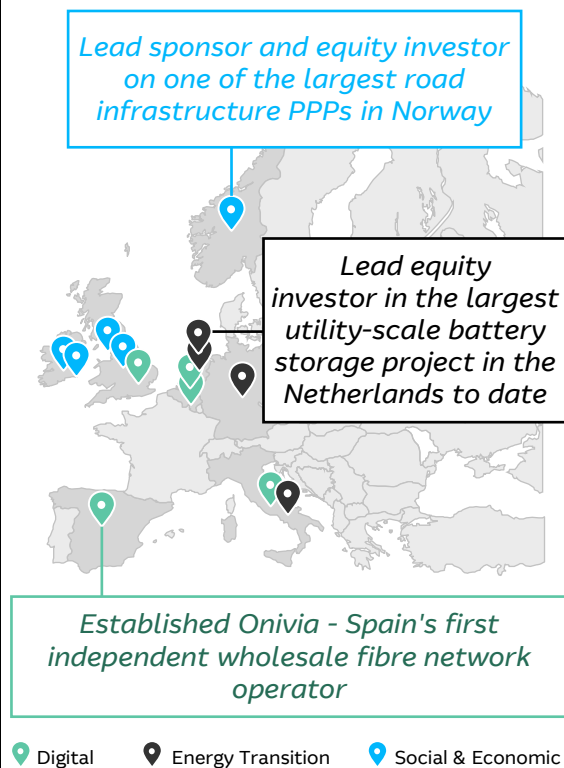 Lead sponsor and equity investor
on one of the largest road
infrastructure PPPs in Norway
Lead equity
investor in the largest
utility-scale battery
storage project in the
Netherlands to date
Established Onivia - Spain's first
independent wholesale fibre network
operator
Digital
Energy Transition
Social & Economic